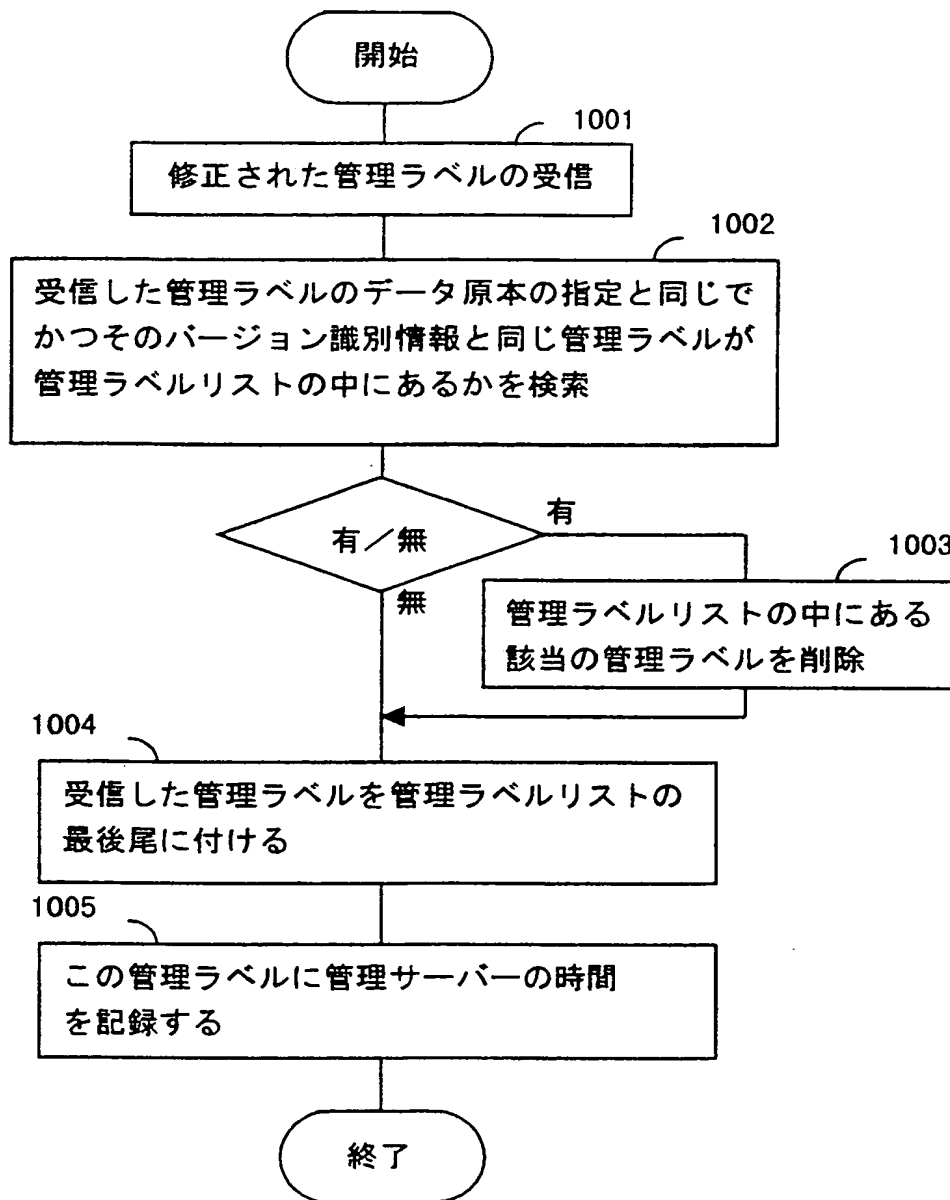 開始
1001
修正された管理ラベルの受信
1002
受信した管理ラベルのデータ原本の指定と同じで
かつそのバージョン識別情報と同じ管理ラベルが
管理ラベルリストの中にあるかを検索
有／無
有
無
1003
管理ラベルリストの中にある
該当の管理ラベルを削除
1004
受信した管理ラベルを管理ラベルリストの
最後尾に付ける
1005
この管理ラベルに管理サーバーの時間
を記録する
終了